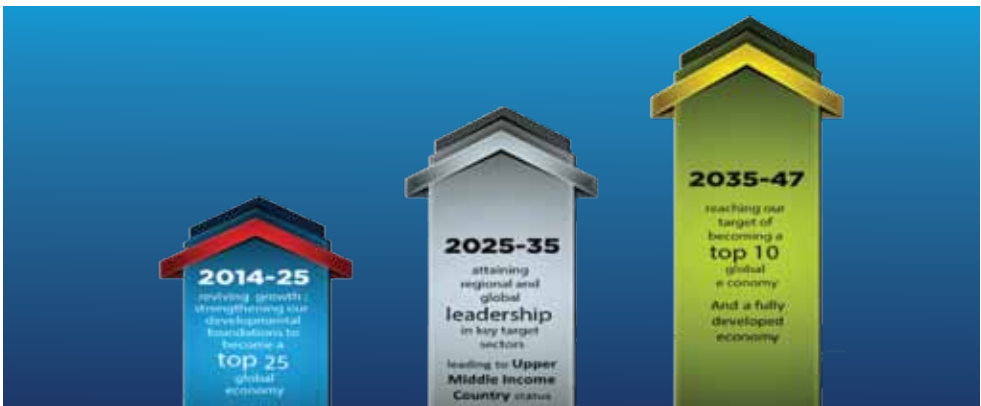 2014-25
reviving growth :
strengthening our
developmental
foundations to
become a
top 25
global
economy
2025-35
attaining
regional and
global
leadership
in key target
sectors
leading to Upper
Middle Income
Country status
2035-47
reaching our
target of
becoming a
top 10
global
e conomy
And a fully
developed
economy